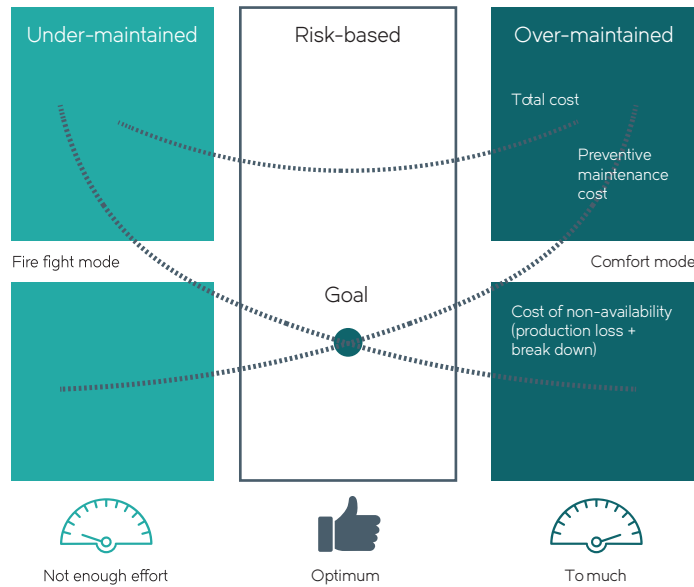 Under-maintained
Risk-based
Over-maintained
Total cost
Preventive
maintenance
cost
Fire fight mode
Comfort mode
Goal
Cost of non-availability
(production loss +
break down)
Not enough effort
Optimum
To much